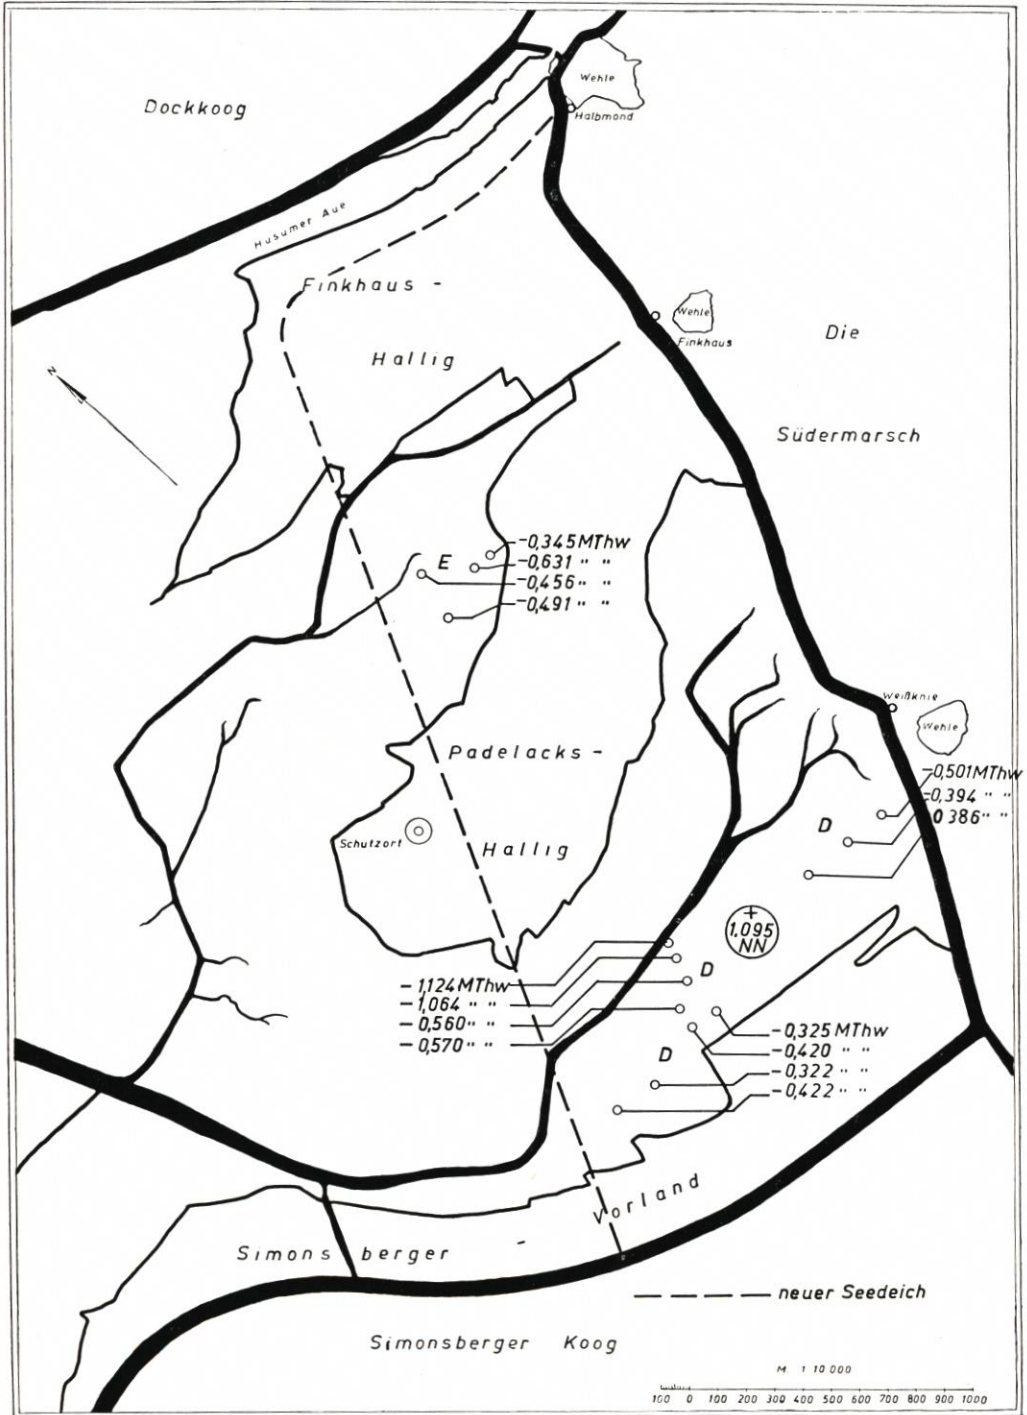 Wehle
Dockkoog
Halbmond
Husumer Aue
Finkhaus -
Wehle
Die
Finkhaus
Hallig
N
Südermarsch
-0,345 MThw
E
-0,631 " "
-0,456 " "
-0,491 " "
Weißknie
Wehle
Padelacks -
-0,501 MThw
-0,394 " "
0 386 " "
D
Schutzort
Hallig
+
1.095
NN
D
- 1,124 MThw
- 1,064 " "
- 0,560 " "
- 0,570 " "
-0,325 MThw
-0,420 " "
-0,322 " "
-0,422 " "
D
Vorland
Simons berger -
neuer Seedeich
Simonsberger Koog
M. 1 10 000
100 0 100 200 300 400 500 600 700 800 900 1000